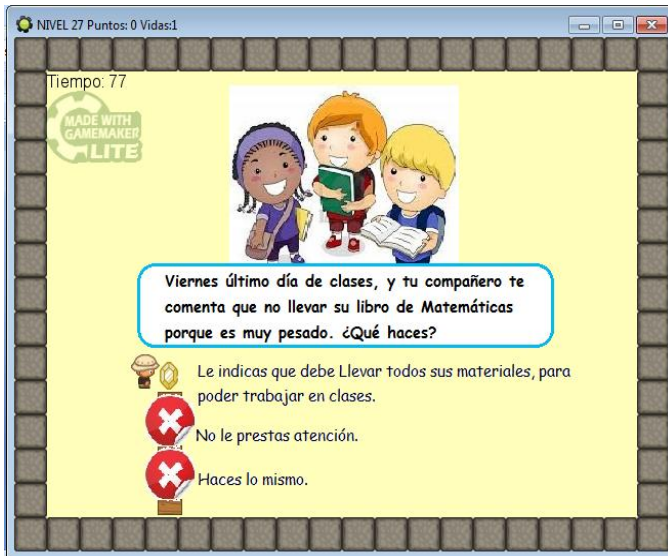 NIVEL 27 Puntos: 0 Vidas:1
Tiempo: 77
MADE WITH
GAMEMAKER
LITE
Viernes último día de clases, y tu compañero te
comenta que no llevar su libro de Matemáticas
porque es muy pesado. ¿Qué haces?
Le indicas que debe Llevar todos sus materiales, para
poder trabajar en clases.
No le prestas atención.
Haces lo mismo.